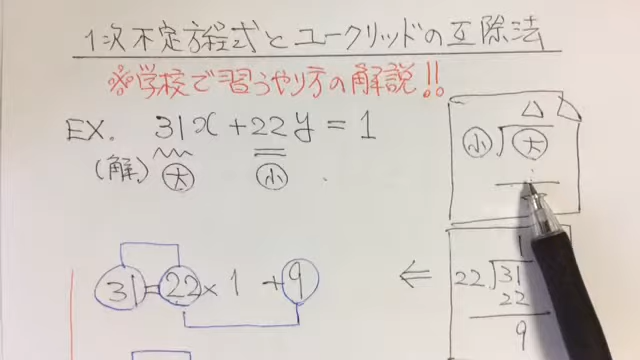 1次不定方程式とユークリッドの互除法
※学校で習うやり方の解説!!
EX. 31x+22y=1
(解) 大 小
△
小 大
31=22×1+9
⇐
1
22 31
22
9